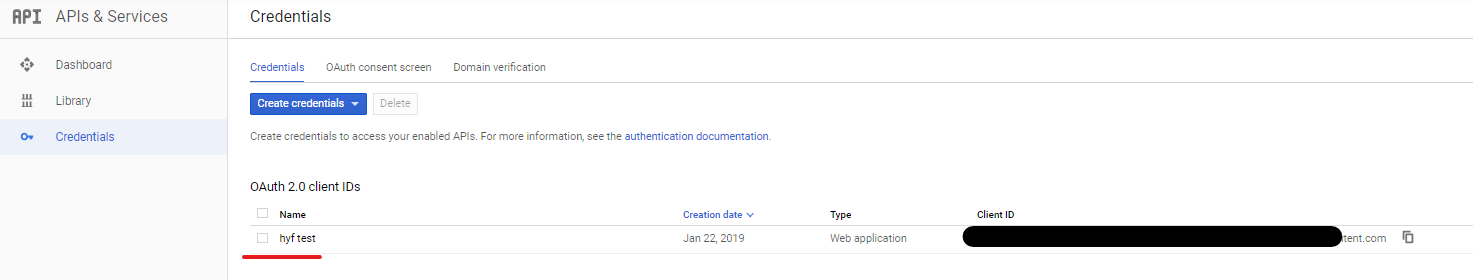 API APIs & Services
Credentials
Dashboard
Library
Credentials
Credentials OAuth consent screen Domain verification
Create credentials Delete
Create credentials to access your enabled APIs. For more information, see the authentication documentation.
OAuth 2.0 client IDs
Name Creation date Type Client ID
hyf test Jan 22, 2019 Web application tent.com